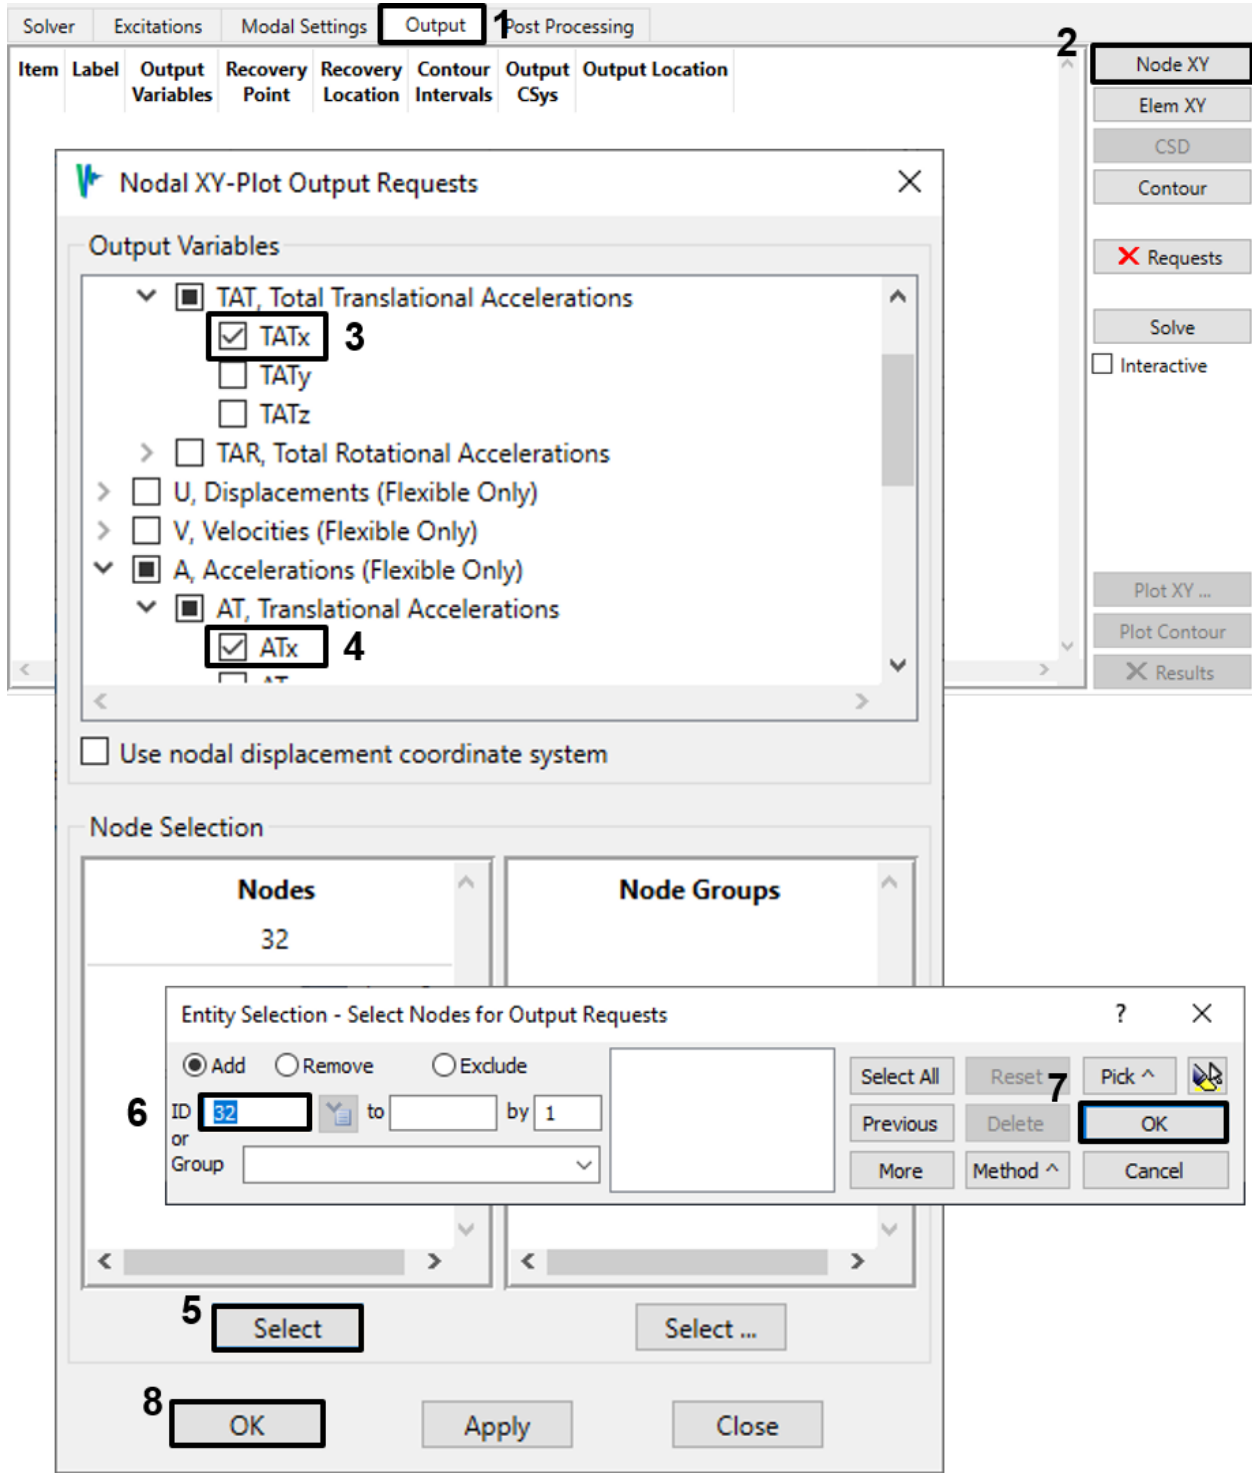 Solver Excitations Modal Settings Output 1 Post Processing
2
Item Label Output Variables Recovery Point Recovery Location Contour Intervals Output CSys Output Location
Node XY
Elem XY
CSD
Contour
Requests
Solve
Interactive
Plot XY ...
Plot Contour
Results
Nodal XY-Plot Output Requests
Output Variables
TAT, Total Translational Accelerations
TATx 3
TATy
TATz
TAR, Total Rotational Accelerations
U, Displacements (Flexible Only)
V, Velocities (Flexible Only)
A, Accelerations (Flexible Only)
AT, Translational Accelerations
ATx 4
Use nodal displacement coordinate system
Node Selection
Nodes Node Groups
32
Entity Selection - Select Nodes for Output Requests ?
Add Remove Exclude
6 ID 32 to by 1
or
Group
Select All Reset Pick ^
7
Previous Delete OK
More Method ^ Cancel
5 Select Select ...
8 OK Apply Close